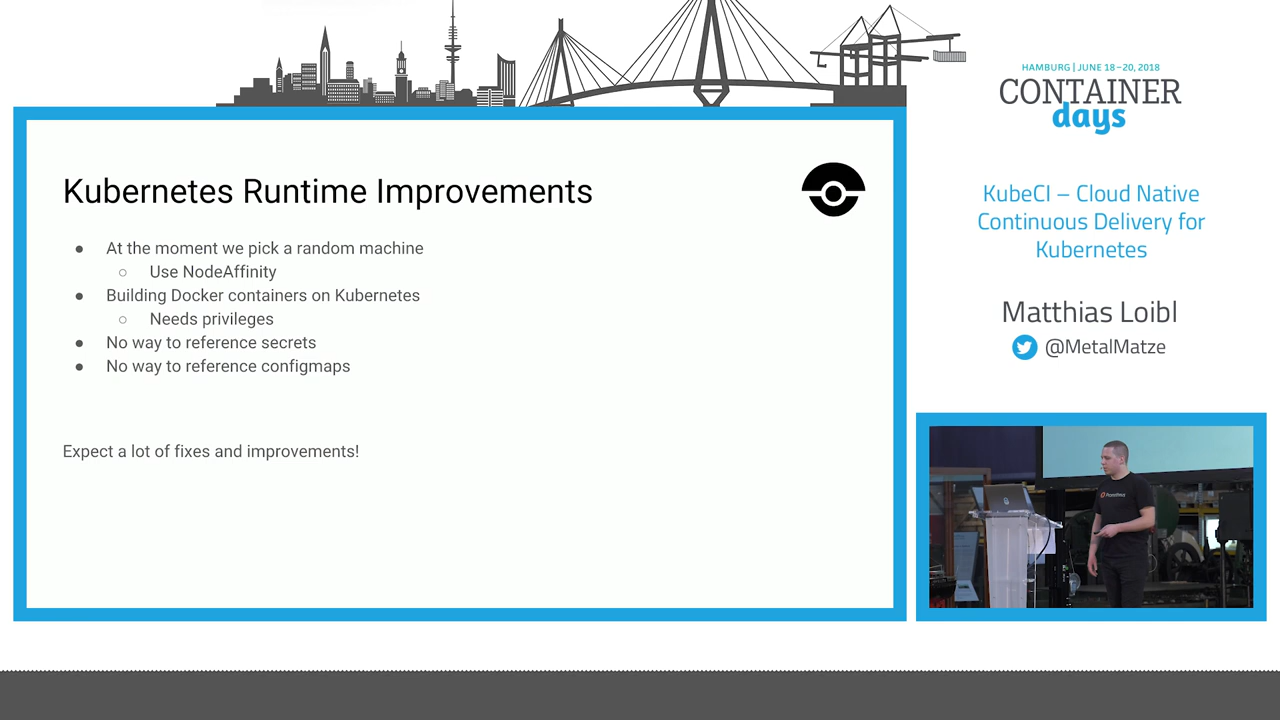 HAMBURG | JUNE 18–20, 2018
CONTAINER
days
Kubernetes Runtime Improvements
● At the moment we pick a random machine
○ Use NodeAffinity
● Building Docker containers on Kubernetes
○ Needs privileges
● No way to reference secrets
● No way to reference configmaps
Expect a lot of fixes and improvements!
KubeCI – Cloud Native
Continuous Delivery for
Kubernetes
Matthias Loibl
@MetalMatze